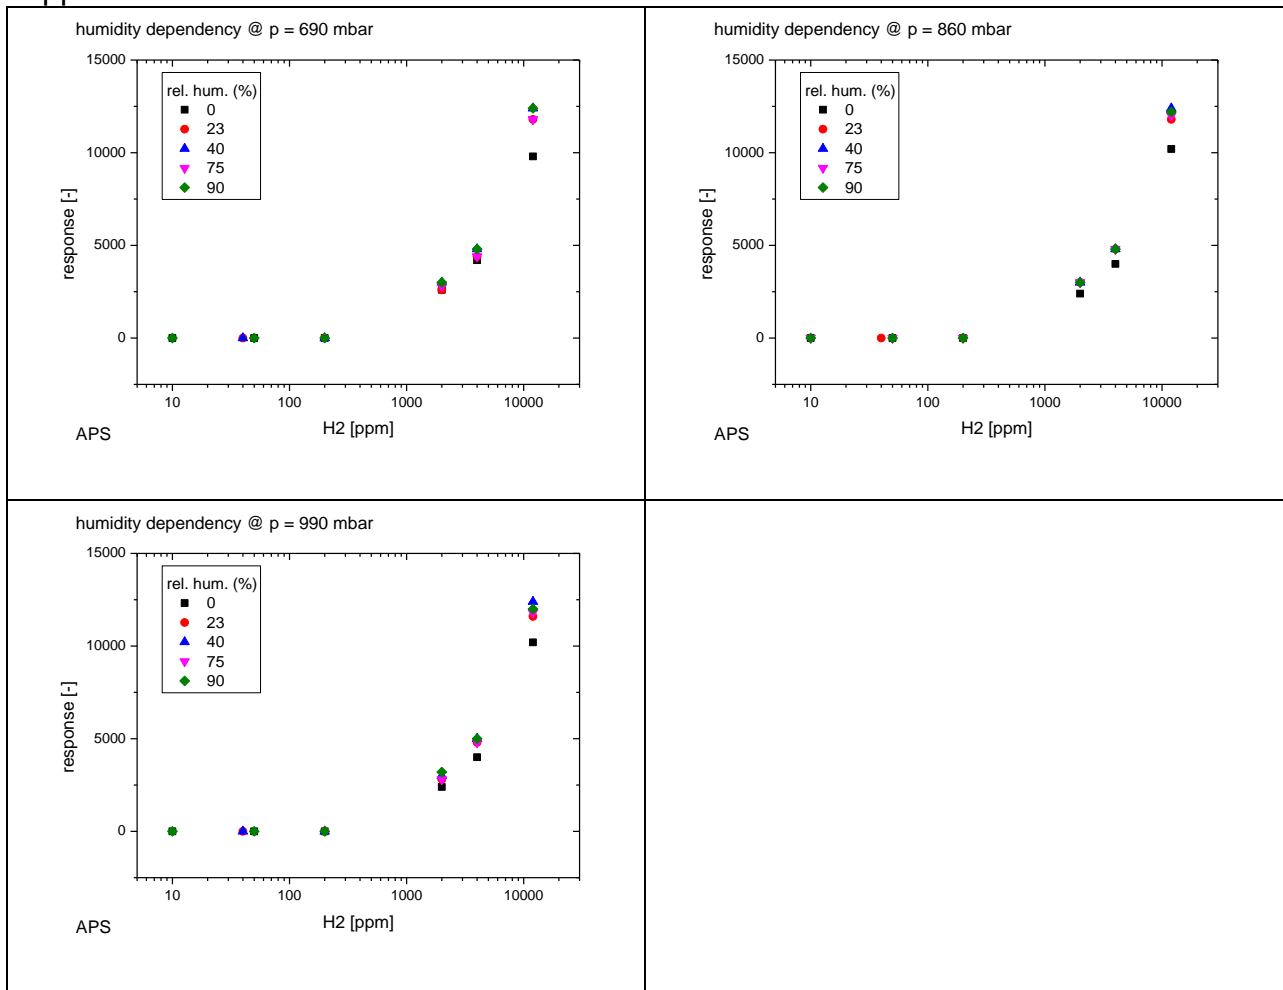 humidity dependency @ p = 690 mbar
15000
10000
5000
0
response [-]
rel. hum. (%)
0
23
40
75
90
10
100
1000
10000
H2 [ppm]
APS
humidity dependency @ p = 860 mbar
15000
10000
5000
0
response [-]
rel. hum. (%)
0
23
40
75
90
10
100
1000
10000
H2 [ppm]
APS
humidity dependency @ p = 990 mbar
15000
10000
5000
0
response [-]
rel. hum. (%)
0
23
40
75
90
10
100
1000
10000
H2 [ppm]
APS